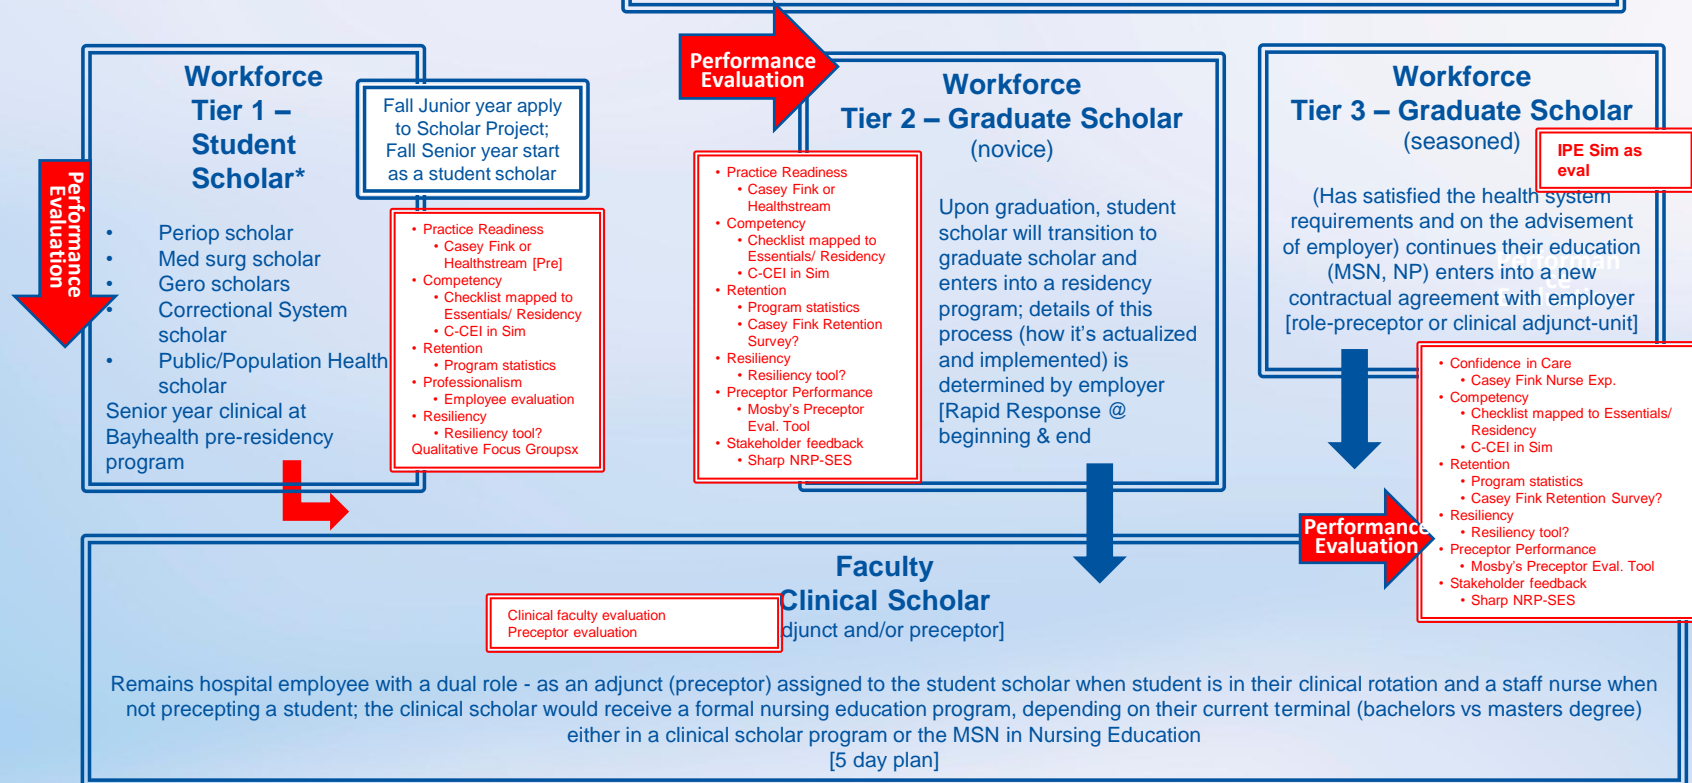 Workforce
Tier 1 –
Student
Scholar*
• Periop scholar
• Med surg scholar
• Gero scholars
• Correctional System
scholar
• Public/Population Health
scholar
Senior year clinical at
Bayhealth pre-residency
program
Performance
Evaluation
Fall Junior year apply
to Scholar Project;
Fall Senior year start
as a student scholar
• Practice Readiness
• Casey Fink or
Healthstream [Pre]
• Competency
• Checklist mapped to
Essentials/ Residency
• C-CEI in Sim
• Retention
• Program statistics
• Professionalism
• Employee evaluation
• Resiliency
• Resiliency tool?
Qualitative Focus Groupsx
Performance
Evaluation
Workforce
Tier 2 – Graduate Scholar
(novice)
• Practice Readiness
• Casey Fink or
Healthstream
• Competency
• Checklist mapped to
Essentials/ Residency
• C-CEI in Sim
• Retention
• Program statistics
• Casey Fink Retention
Survey?
• Resiliency
• Resiliency tool?
• Preceptor Performance
• Mosby's Preceptor
Eval. Tool
• Stakeholder feedback
• Sharp NRP-SES
Upon graduation, student
scholar will transition to
graduate scholar and
enters into a residency
program; details of this
process (how it's actualized
and implemented) is
determined by employer
[Rapid Response @
beginning & end
Workforce
Tier 3 – Graduate Scholar
(seasoned)
IPE Sim as
eval
(Has satisfied the health system
requirements and on the advisement
of employer) continues their education
(MSN, NP) enters into a new
contractual agreement with employer
[role-preceptor or clinical adjunct-unit]
Performan
ce
• Confidence in Care
• Casey Fink Nurse Exp.
• Competency
• Checklist mapped to Essentials/
Residency
• C-CEI in Sim
• Retention
• Program statistics
• Casey Fink Retention Survey?
• Resiliency
• Resiliency tool?
• Preceptor Performance
• Mosby's Preceptor Eval. Tool
• Stakeholder feedback
• Sharp NRP-SES
Performance
Evaluation
Faculty
Clinical Scholar
djunct and/or preceptor]
Clinical faculty evaluation
Preceptor evaluation
Remains hospital employee with a dual role - as an adjunct (preceptor) assigned to the student scholar when student is in their clinical rotation and a staff nurse when
not precepting a student; the clinical scholar would receive a formal nursing education program, depending on their current terminal (bachelors vs masters degree)
either in a clinical scholar program or the MSN in Nursing Education
[5 day plan]